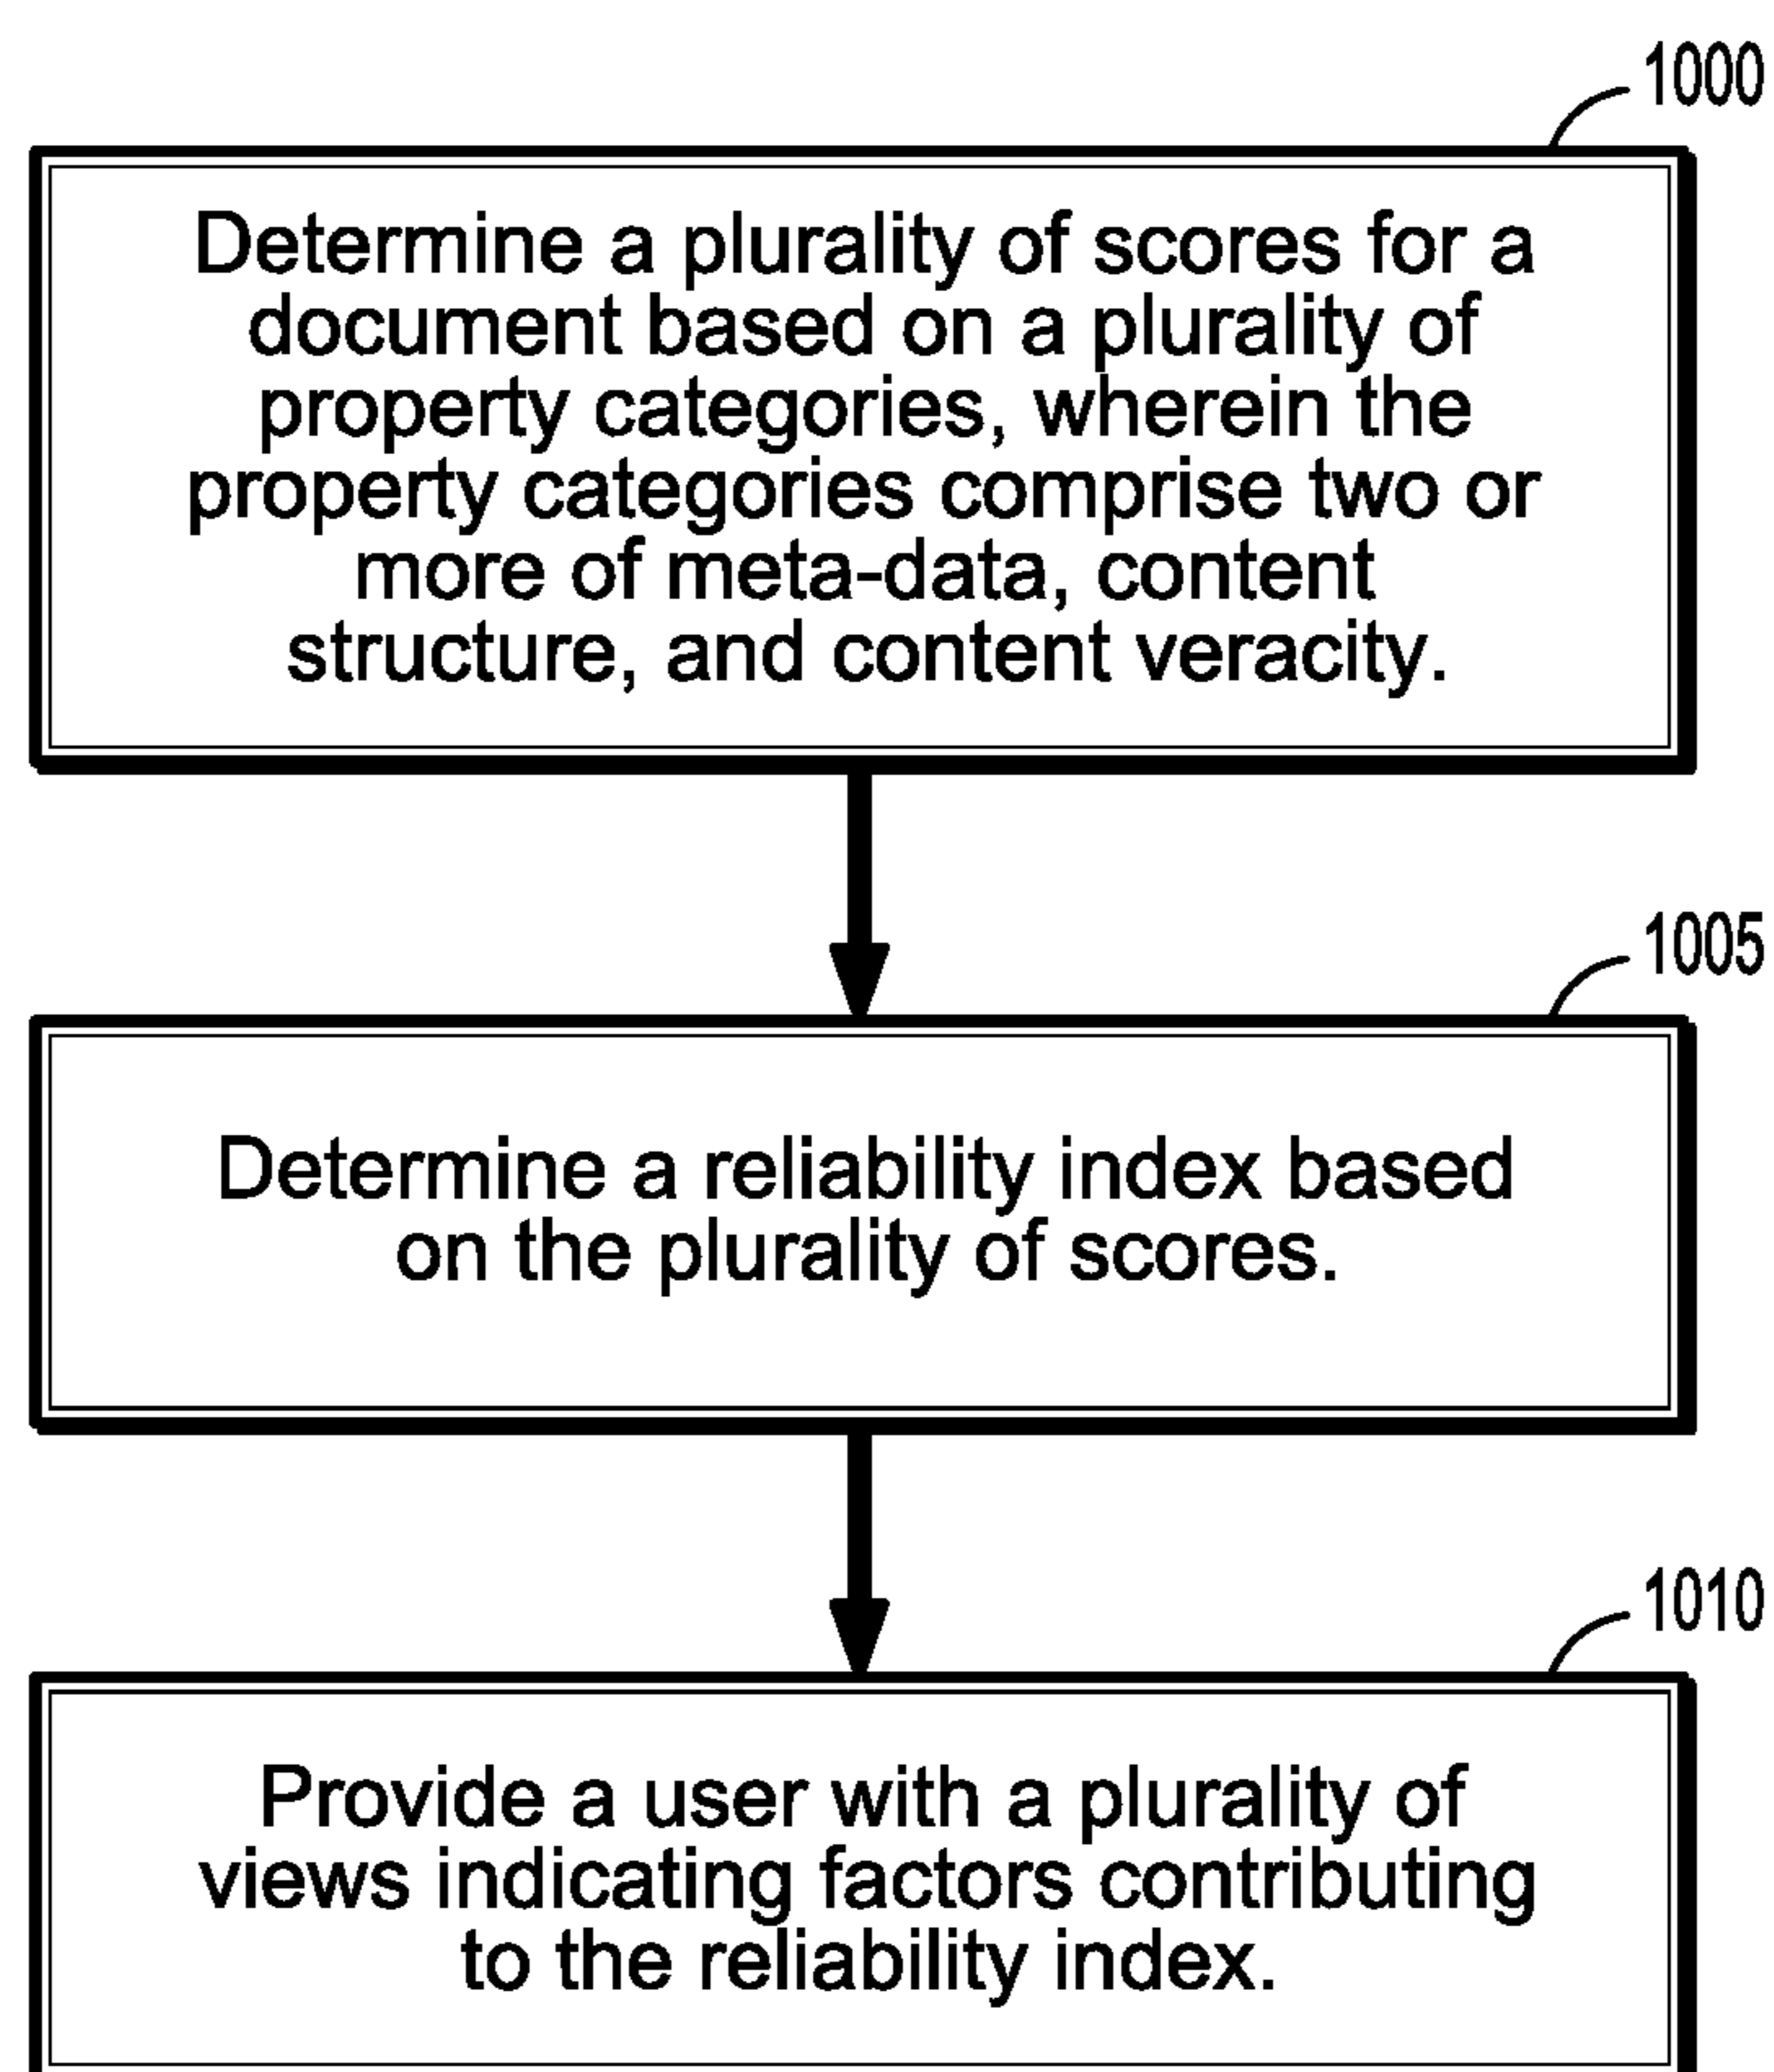 1000
Determine a plurality of scores for a
document based on a plurality of
property categories, wherein the
property categories comprise two or
more of meta-data, content
structure, and content veracity.
1005
Determine a reliability index based
on the plurality of scores.
1010
Provide a user with a plurality of
views indicating factors contributing
to the reliability index.